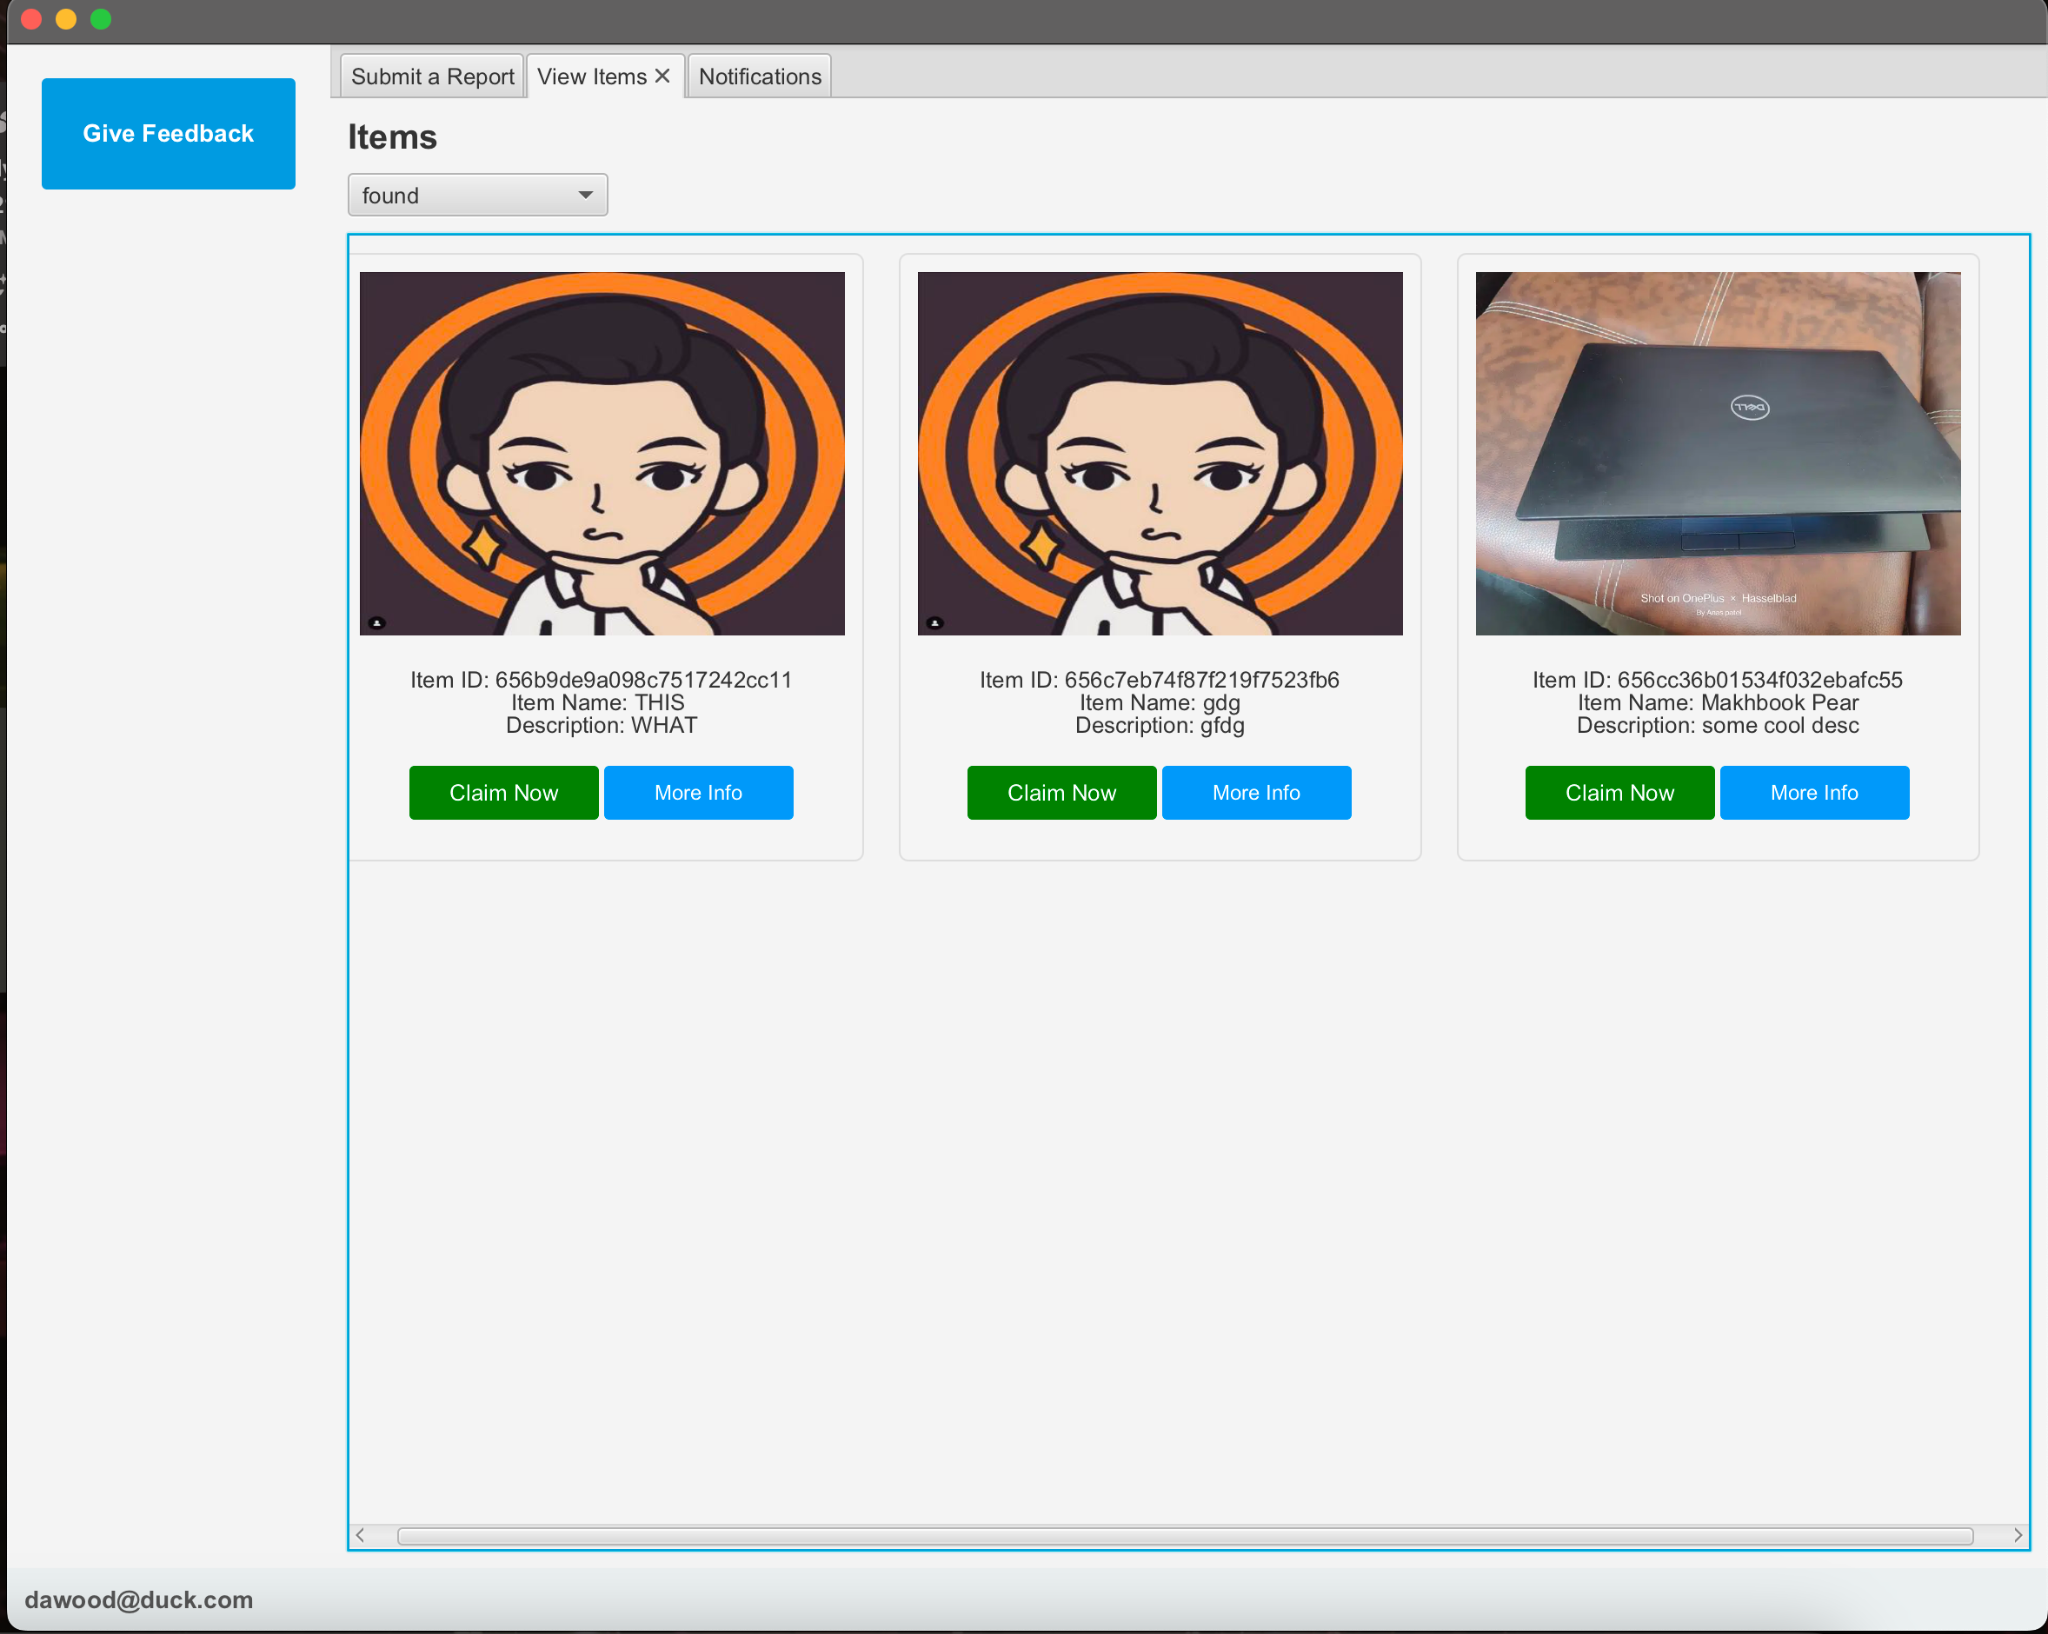 Submit a Report
View Items
Notifications
Give Feedback
Items
found
DELL
Shot on OnePlus × Hasselblad
Item ID: 656b9de9a098c7517242cc11
Item Name: THIS
Description: WHAT
Claim Now
More Info
Item ID: 656c7eb74f87f219f7523fb6
Item Name: gdg
Description: gfdg
Claim Now
More Info
Item ID: 656cc36b01534f032ebafc55
Item Name: Makhbook Pear
Description: some cool desc
Claim Now
More Info
dawood@duck.com